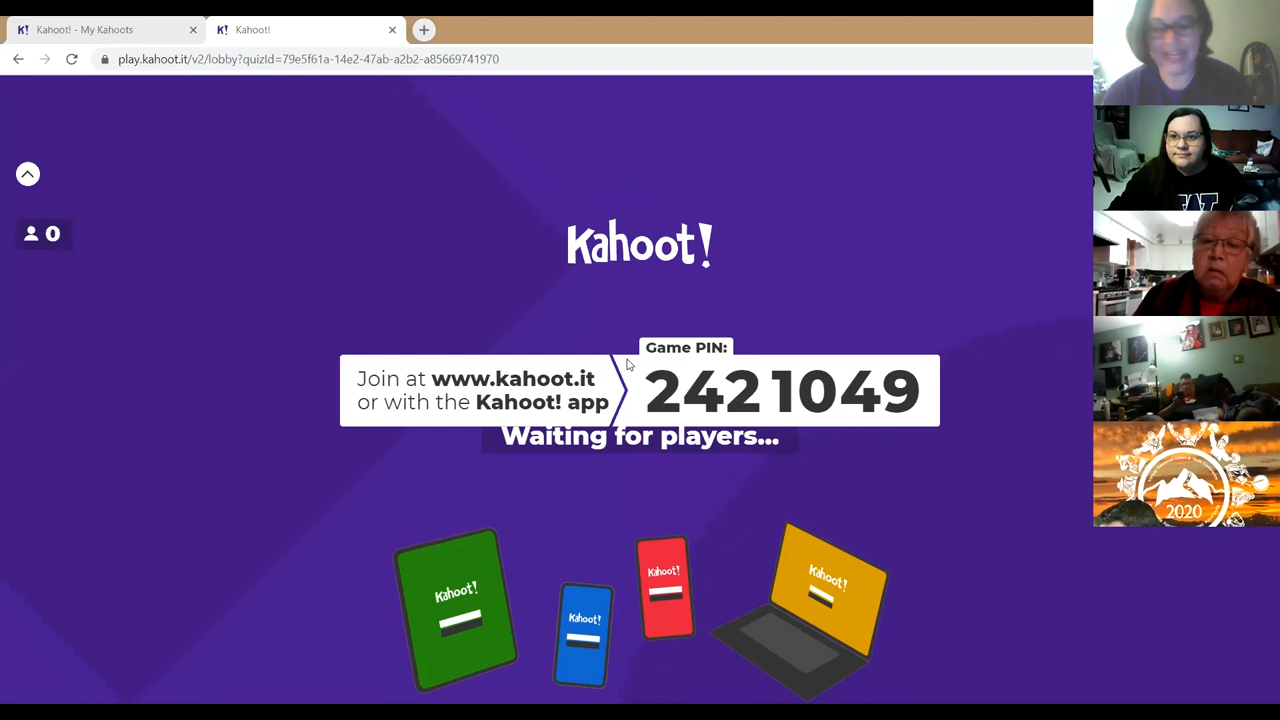 Kahoot! - My Kahoots
Kahoot!
play.kahoot.it/v2/lobby?quizId=79e5f61a-14e2-47ab-a2b2-a85669741970
0
Kahoot!
Game PIN:
Join at www.kahoot.it
or with the Kahoot! app
242 1049
Waiting for players...
Kahoot!
Kahoot!
Kahoot!
Kahoot!
2020